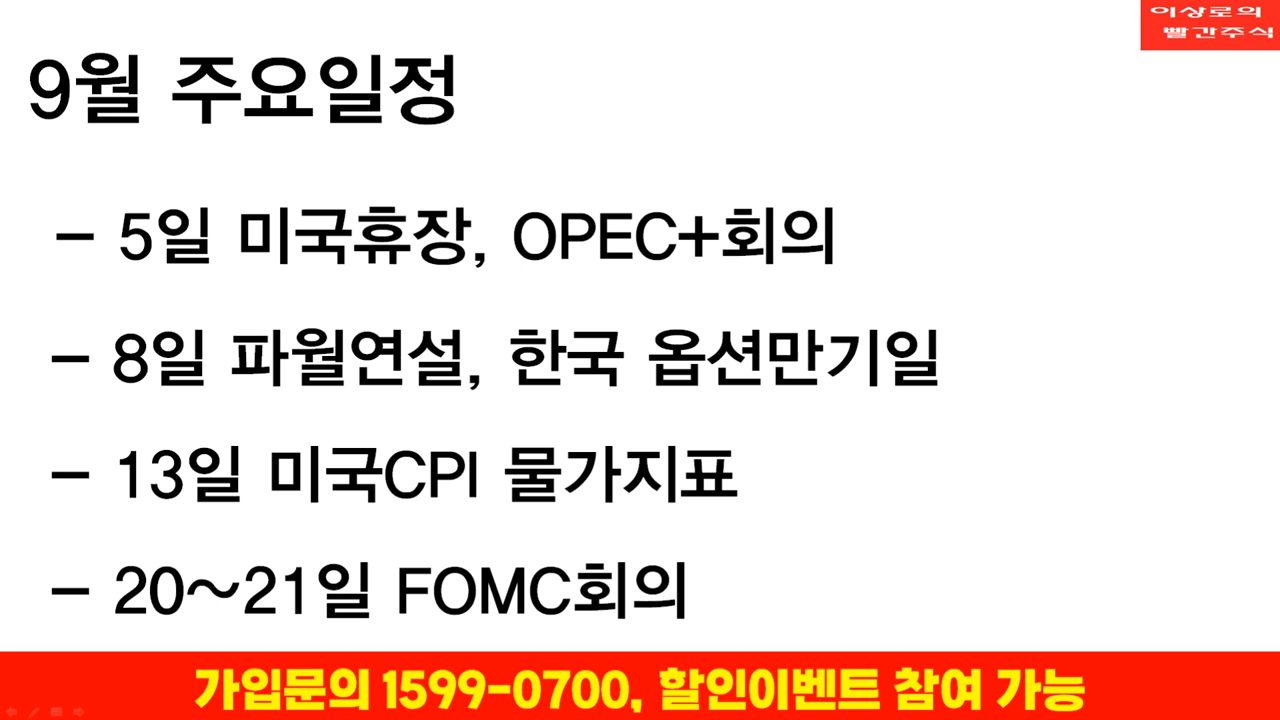 이상로의
빨간주식
9월 주요일정
- 5일 미국휴장, OPEC+회의
- 8일 파월연설, 한국 옵션만기일
- 13일 미국CPI 물가지표
- 20~21일 FOMC회의
가입문의 1599-0700, 할인이벤트 참여 가능